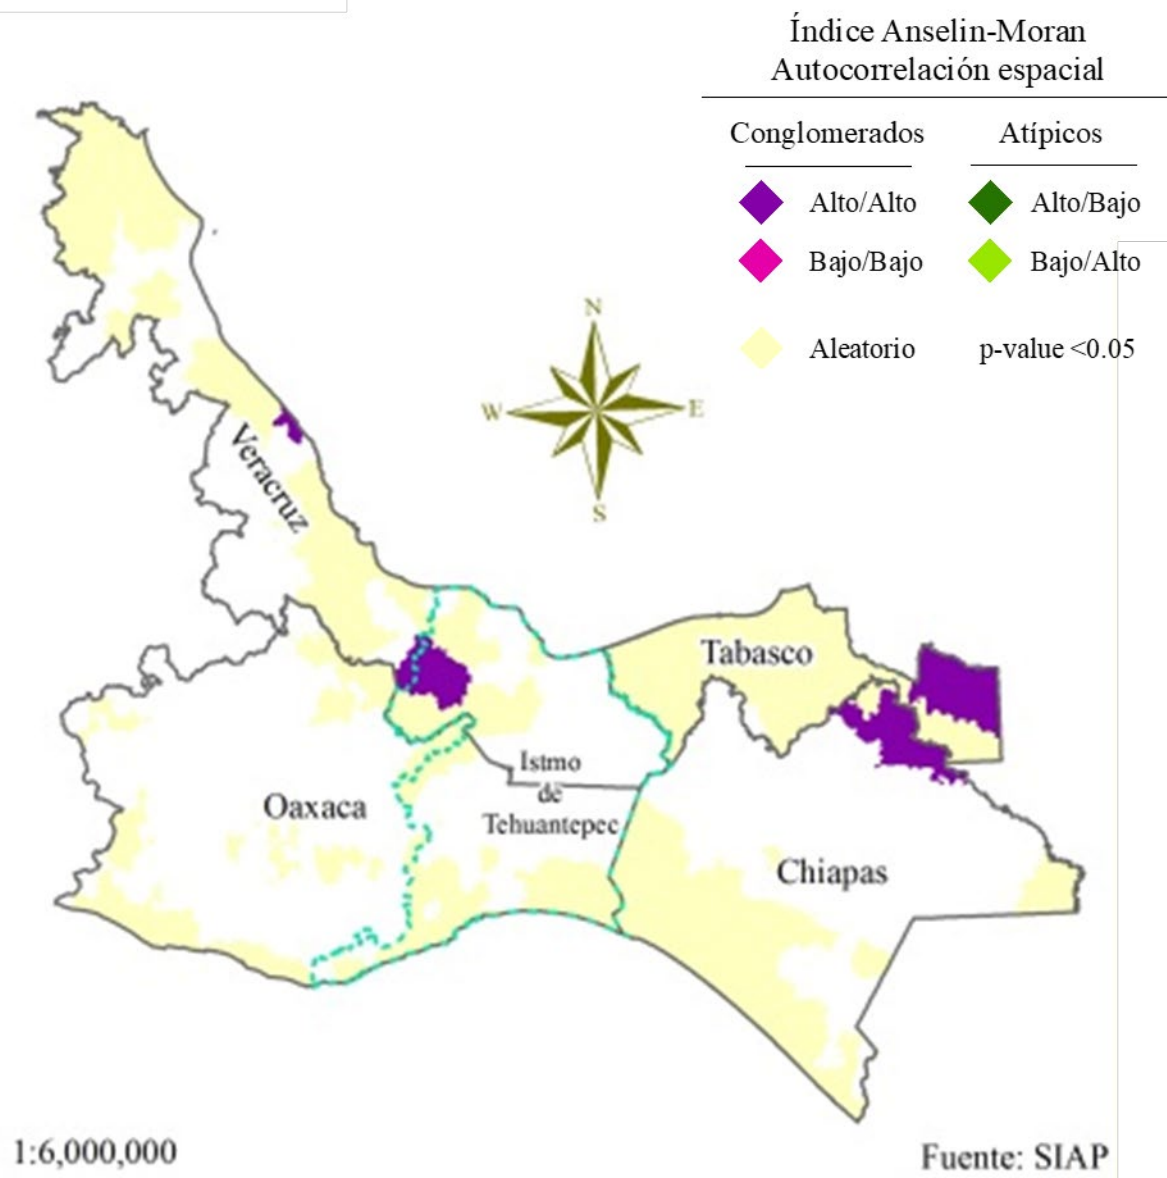 Índice Anselin-Moran
Autocorrelación espacial
Conglomerados
Atípicos
Alto/Alto
Alto/Bajo
Bajo/Bajo
Bajo/Alto
Aleatorio
p-value <0.05
N
W
E
S
Veracruz
Tabasco
Istmo
de
Tehuantepec
Oaxaca
Chiapas
1:6,000,000
Fuente: SIAP